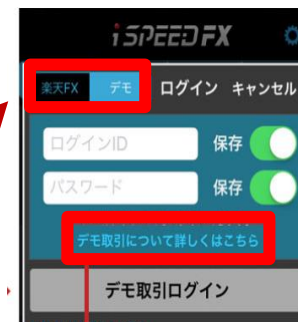 iSPEED FX
楽天FX デモ ログイン キャンセル
ログインID 保存
パスワード 保存
デモ取引について詳しくはこちら
デモ取引ログイン